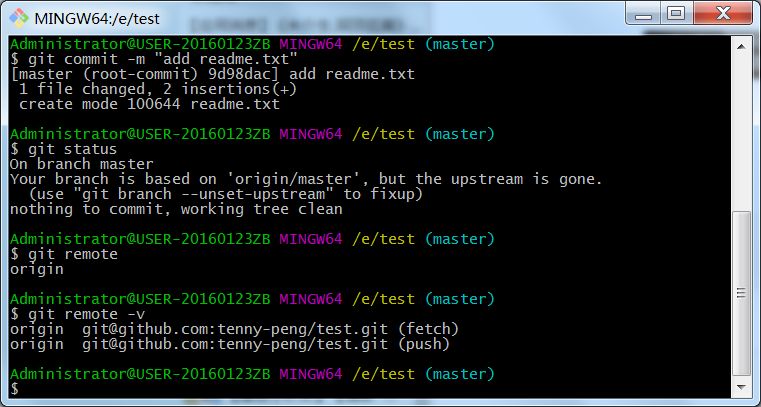 MINGW64:/e/test
Administrator@USER-20160123ZB MINGW64 /e/test (master)
$ git commit -m "add readme.txt"
[master (root-commit) 9d98dac] add readme.txt
 1 file changed, 2 insertions(+)
 create mode 100644 readme.txt
Administrator@USER-20160123ZB MINGW64 /e/test (master)
$ git status
On branch master
Your branch is based on 'origin/master', but the upstream is gone.
  (use "git branch --unset-upstream" to fixup)
nothing to commit, working tree clean
Administrator@USER-20160123ZB MINGW64 /e/test (master)
$ git remote
origin
Administrator@USER-20160123ZB MINGW64 /e/test (master)
$ git remote -v
origin  git@github.com:tenny-peng/test.git (fetch)
origin  git@github.com:tenny-peng/test.git (push)
Administrator@USER-20160123ZB MINGW64 /e/test (master)
$